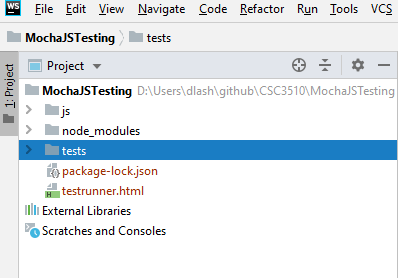 WS File Edit View Navigate Code Refactor Run Tools VCS
MochaJSTesting tests
1: Project
Project
MochaJSTesting D:\Users\dlash\github\CSC3510\MochaJSTesting
js
node_modules
tests
package-lock.json
testrunner.html
External Libraries
Scratches and Consoles